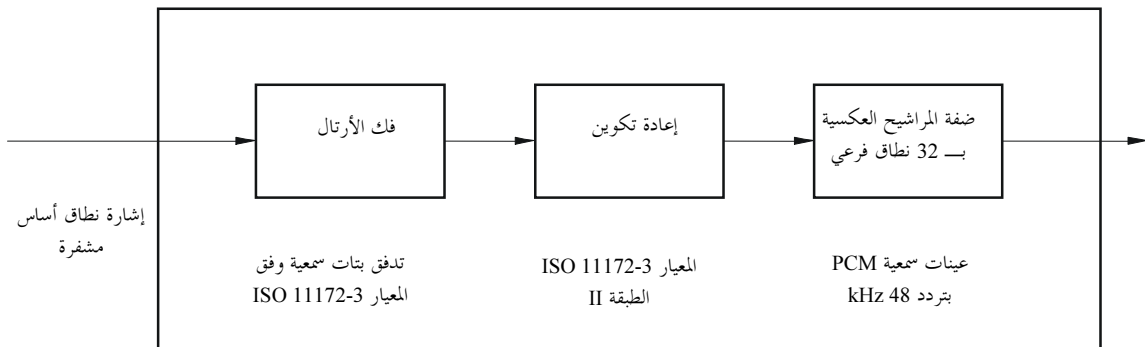 فك الأرتال
إعادة تكوين
ضفة المراشيح العكسية
بـــ 32 نطاق فرعي
إشارة نطاق أساس
مشفرة
تدفق بتات سمعية وفق
المعيار ISO 11172-3
المعيار ISO 11172-3
الطبقة II
عينات سمعية PCM
بتردد 48 kHz